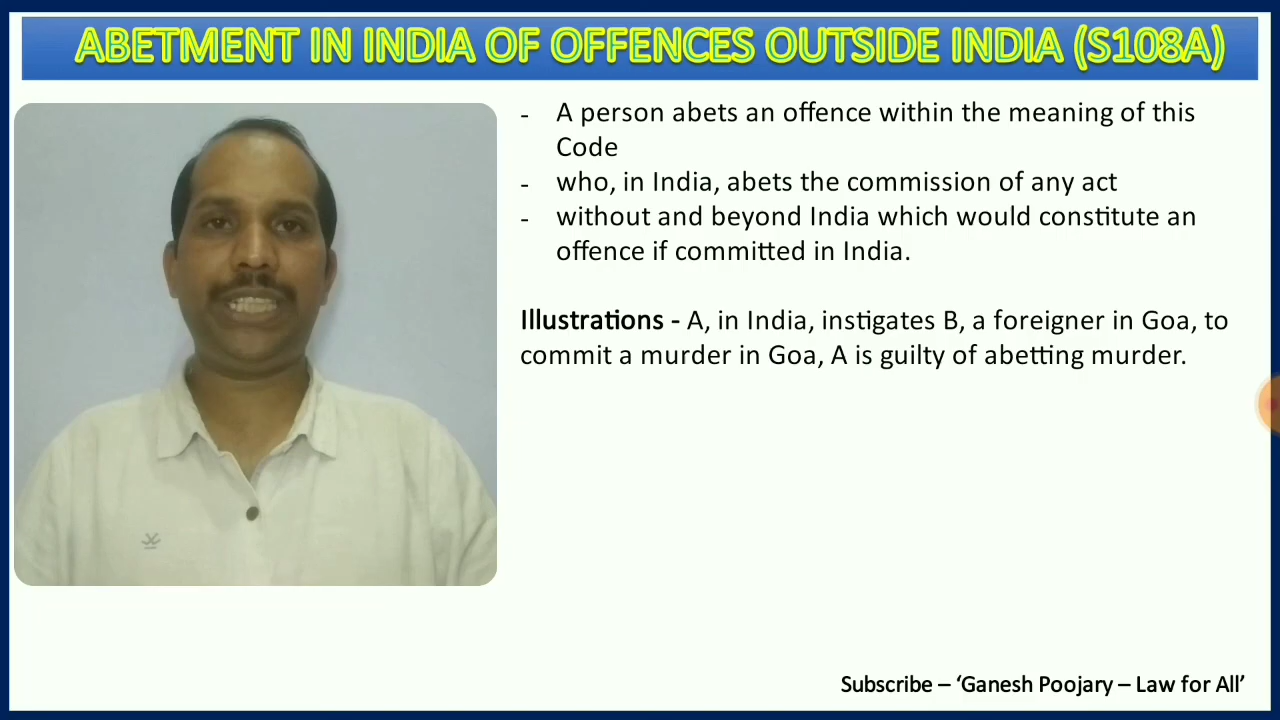 ABETMENT IN INDIA OF OFFENCES OUTSIDE INDIA (S108A)
- A person abets an offence within the meaning of this
Code
- who, in India, abets the commission of any act
- without and beyond India which would constitute an
offence if committed in India.
Illustrations - A, in India, instigates B, a foreigner in Goa, to
commit a murder in Goa, A is guilty of abetting murder.
Subscribe – ‘Ganesh Poojary – Law for All’